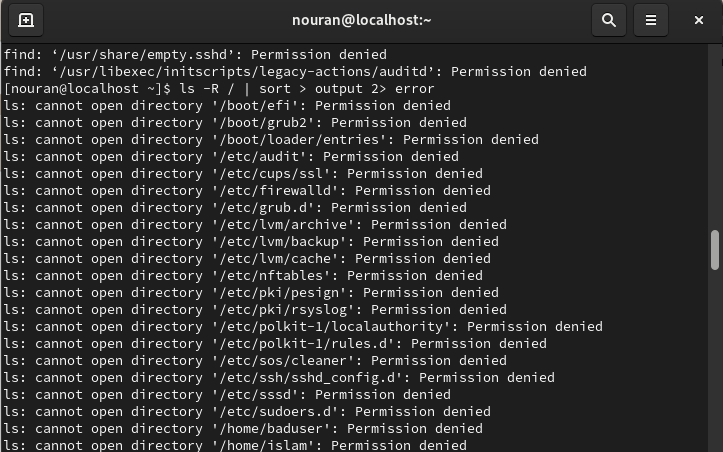 nouran@localhost:~
find: ‘/usr/share/empty.sshd’: Permission denied
find: ‘/usr/libexec/initscripts/legacy-actions/auditd’: Permission denied
[nouran@localhost ~]$ ls -R / | sort > output 2> error
ls: cannot open directory '/boot/efi': Permission denied
ls: cannot open directory '/boot/grub2': Permission denied
ls: cannot open directory '/boot/loader/entries': Permission denied
ls: cannot open directory '/etc/audit': Permission denied
ls: cannot open directory '/etc/cups/ssl': Permission denied
ls: cannot open directory '/etc/firewalld': Permission denied
ls: cannot open directory '/etc/grub.d': Permission denied
ls: cannot open directory '/etc/lvm/archive': Permission denied
ls: cannot open directory '/etc/lvm/backup': Permission denied
ls: cannot open directory '/etc/lvm/cache': Permission denied
ls: cannot open directory '/etc/nftables': Permission denied
ls: cannot open directory '/etc/pki/pesign': Permission denied
ls: cannot open directory '/etc/pki/rsyslog': Permission denied
ls: cannot open directory '/etc/polkit-1/localauthority': Permission denied
ls: cannot open directory '/etc/polkit-1/rules.d': Permission denied
ls: cannot open directory '/etc/sos/cleaner': Permission denied
ls: cannot open directory '/etc/ssh/sshd_config.d': Permission denied
ls: cannot open directory '/etc/sssd': Permission denied
ls: cannot open directory '/etc/sudoers.d': Permission denied
ls: cannot open directory '/home/baduser': Permission denied
ls: cannot open directory '/home/islam': Permission denied